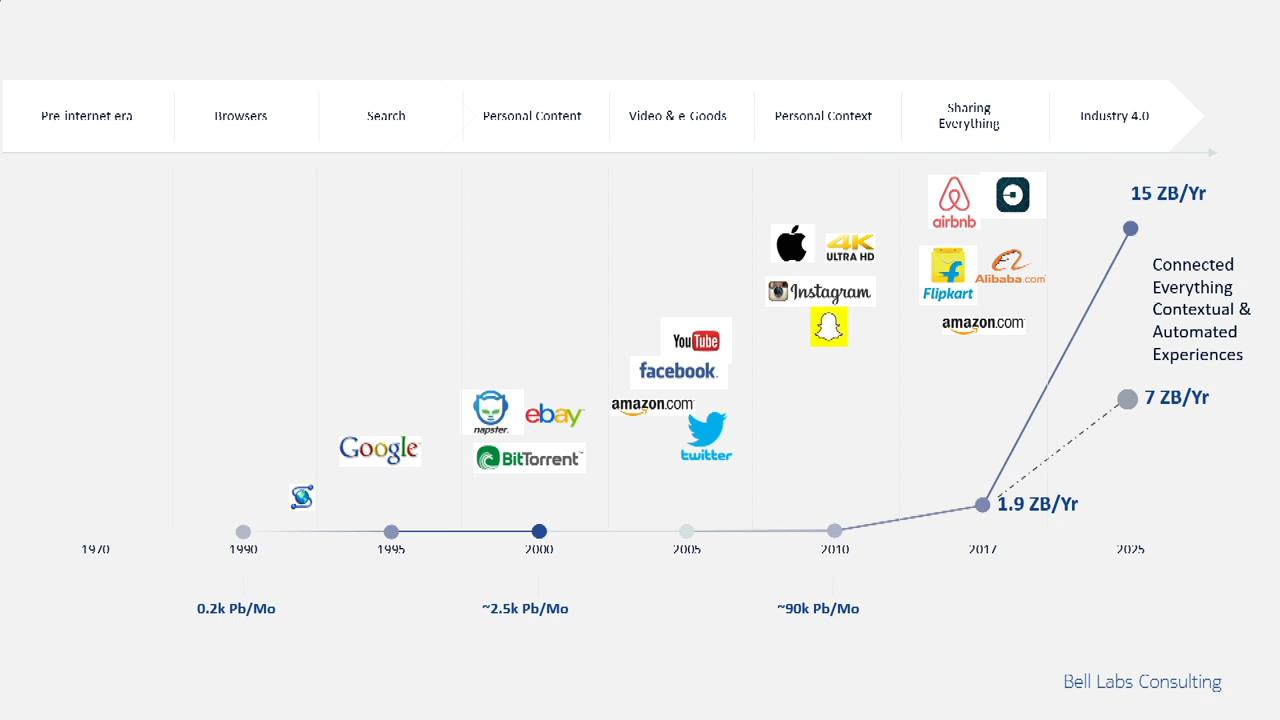 Pre internet era
Browsers
Search
Personal Content
Video & e Goods
Personal Context
Sharing
Everything
Industry 4.0
airbnb
15 ZB/Yr
4K
ULTRA HD
Flipkart
Alibaba.com
Connected
Everything
Contextual &
Automated
Experiences
Instagram
amazon.com
YouTube
facebook.
amazon.com
7 ZB/Yr
napster.
ebay
twitter
Google
BitTorrent™
1.9 ZB/Yr
1970
1990
1995
2000
2005
2010
2017
2025
0.2k Pb/Mo
~2.5k Pb/Mo
~90k Pb/Mo
Bell Labs Consulting